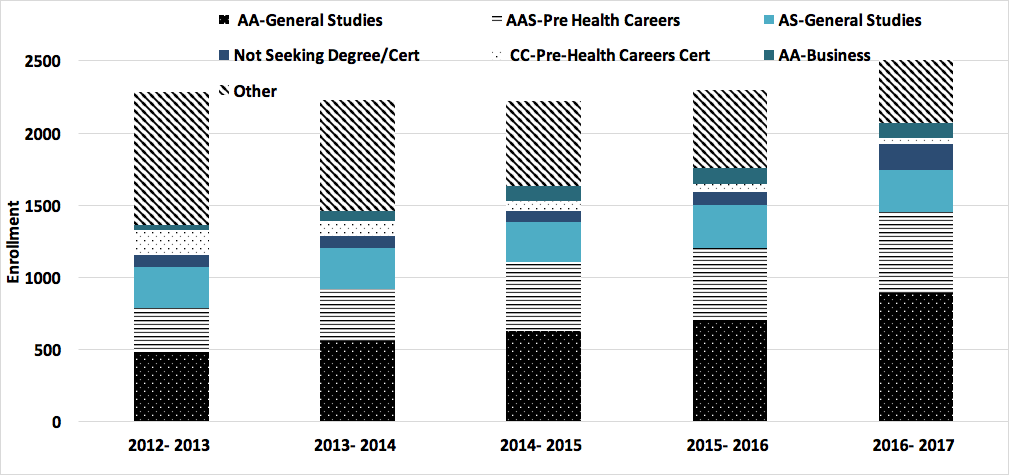 AA-General Studies AAS-Pre Health Careers AS-General Studies
Not Seeking Degree/Cert CC-Pre-Health Careers Cert AA-Business
Other
2500
2000
1500
1000
500
0
Enrollment
2012- 2013 2013- 2014 2014- 2015 2015- 2016 2016- 2017